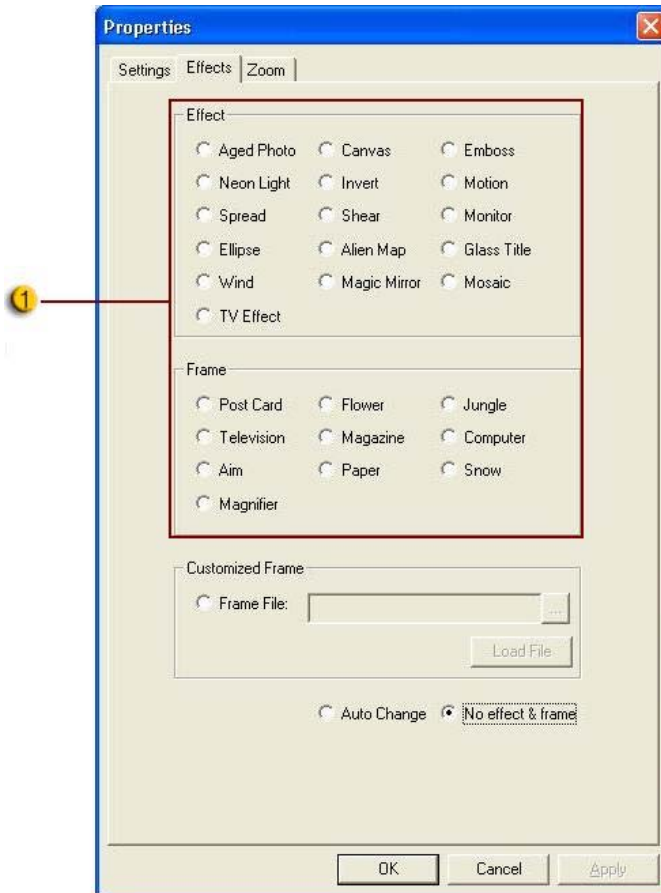 Properties
Settings Effects Zoom
Effect
Aged Photo Canvas Emboss
Neon Light Invert Motion
Spread Shear Monitor
Ellipse Alien Map Glass Title
Wind Magic Mirror Mosaic
TV Effect
1
Frame
Post Card Flower Jungle
Television Magazine Computer
Aim Paper Snow
Magnifier
Customized Frame
Frame File: ...
Load File
Auto Change No effect & frame
OK Cancel Apply